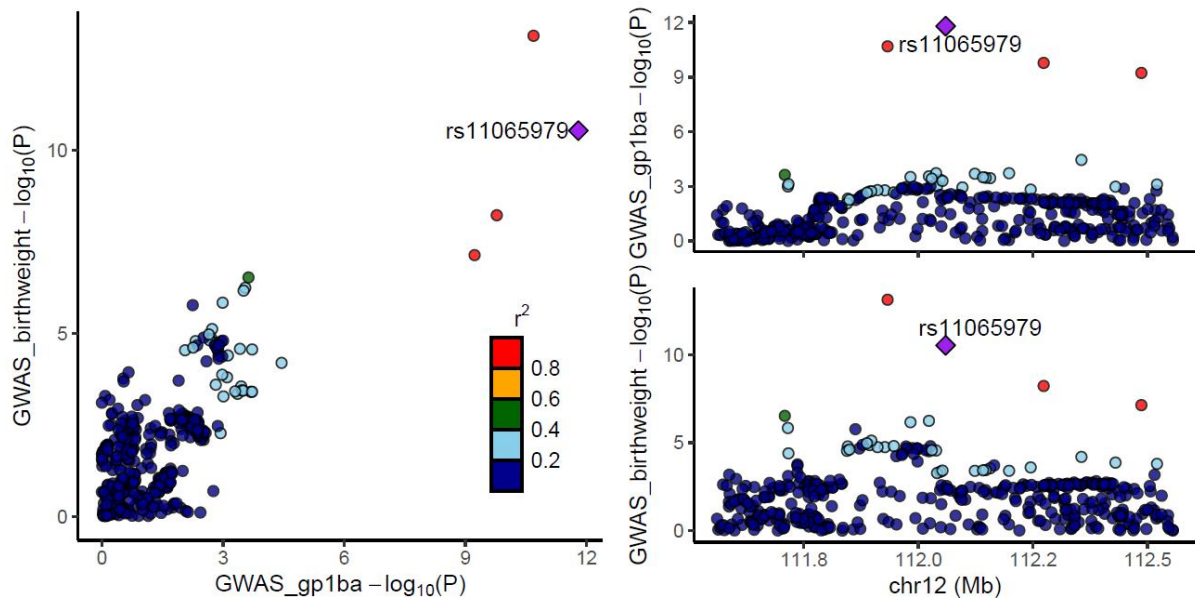 GWAS_birthweight −log₁₀(P)
10
5
0
rs11065979
r²
0.8
0.6
0.4
0.2
0
3
6
9
12
GWAS_gp1ba −log₁₀(P)
GWAS_gp1ba −log₁₀(P)
12
9
6
3
0
rs11065979
GWAS_birthweight −log₁₀(P)
10
5
0
rs11065979
111.8
112.0
112.2
112.5
chr12 (Mb)